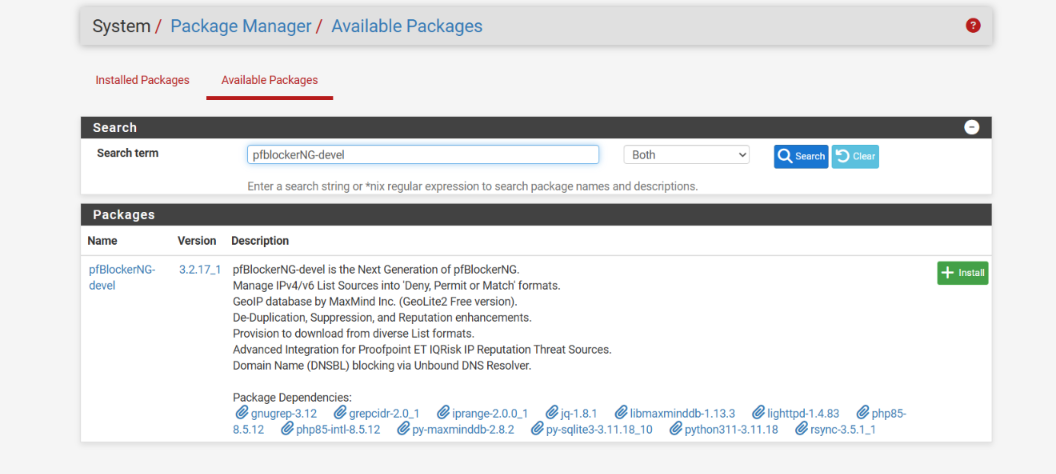 System / Package Manager / Available Packages
Installed Packages Available Packages
Search
Search term pfblockerNG-devel Both Search Clear
Enter a search string or *nix regular expression to search package names and descriptions.
Packages
Name Version Description
pfBlockerNG-devel 3.2.17_1 pfBlockerNG-devel is the Next Generation of pfBlockerNG. Install
Manage IPv4/v6 List Sources into 'Deny, Permit or Match' formats.
GeoIP database by MaxMind Inc. (GeoLite2 Free version).
De-Duplication, Suppression, and Reputation enhancements.
Provision to download from diverse List formats.
Advanced Integration for Proofpoint ET IQRisk IP Reputation Threat Sources.
Domain Name (DNSBL) blocking via Unbound DNS Resolver.
Package Dependencies:
gnugrep-3.12 grepcidr-2.0_1 iprange-2.0.0_1 jq-1.8.1 libmaxminddb-1.13.3 lighttpd-1.4.83 php85-
8.5.12 php85-intl-8.5.12 py-maxminddb-2.8.2 py-sqlite3-3.11.18_10 python311-3.11.18 rsync-3.5.1_1